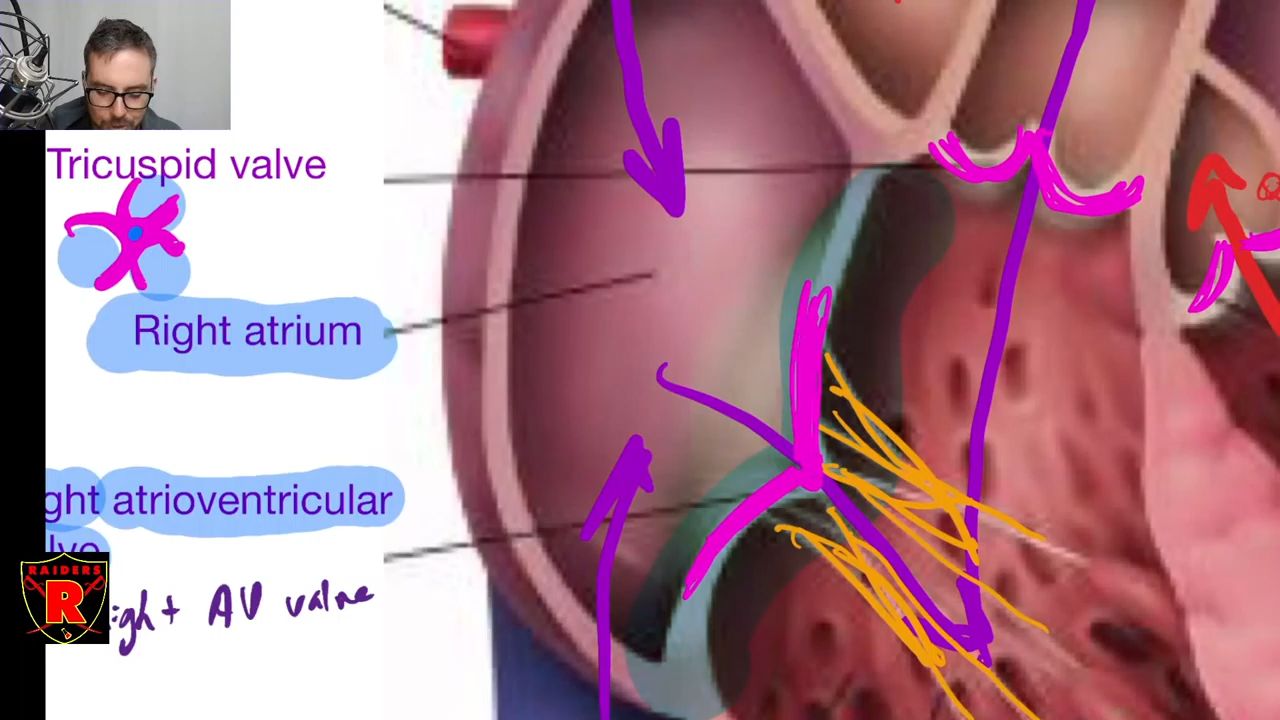 Tricuspid valve
Right atrium
ght atrioventricular
RAIDERS
R
AV valve